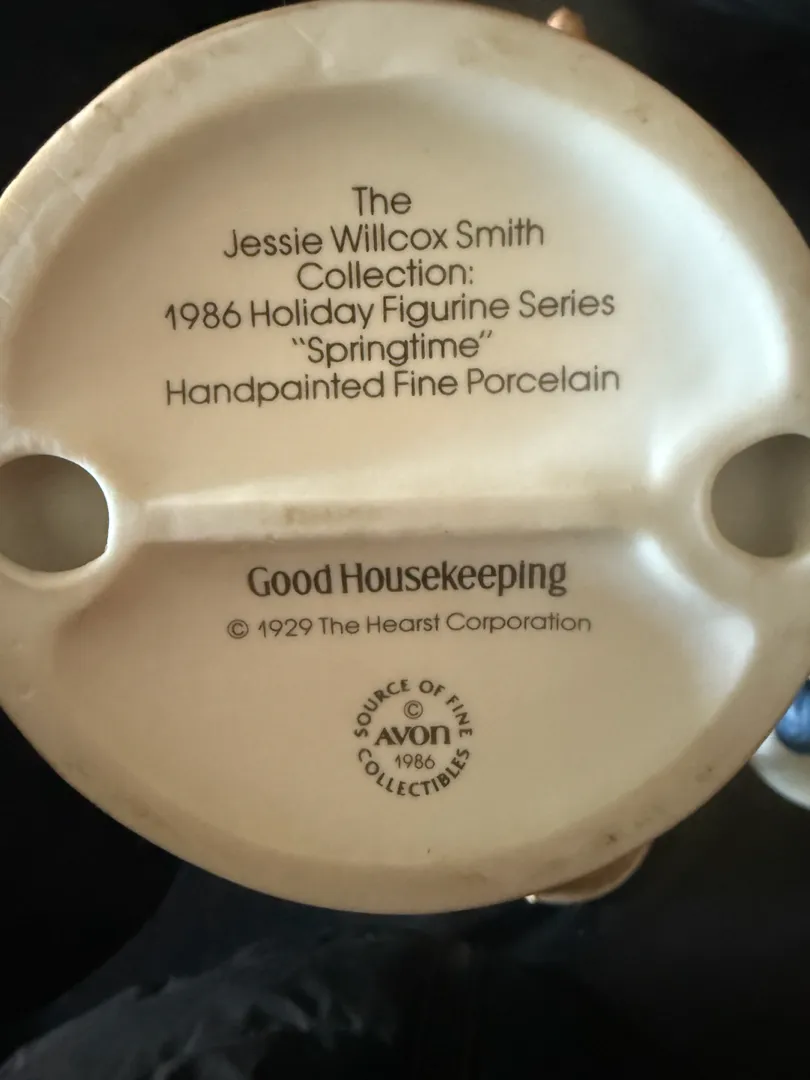 The
Jessie Willcox Smith
Collection:
1986 Holiday Figurine Series
“Springtime”
Handpainted Fine Porcelain
Good Housekeeping
© 1929 The Hearst Corporation
SOURCE OF FINE
©
AVON
1986
COLLECTIBLES